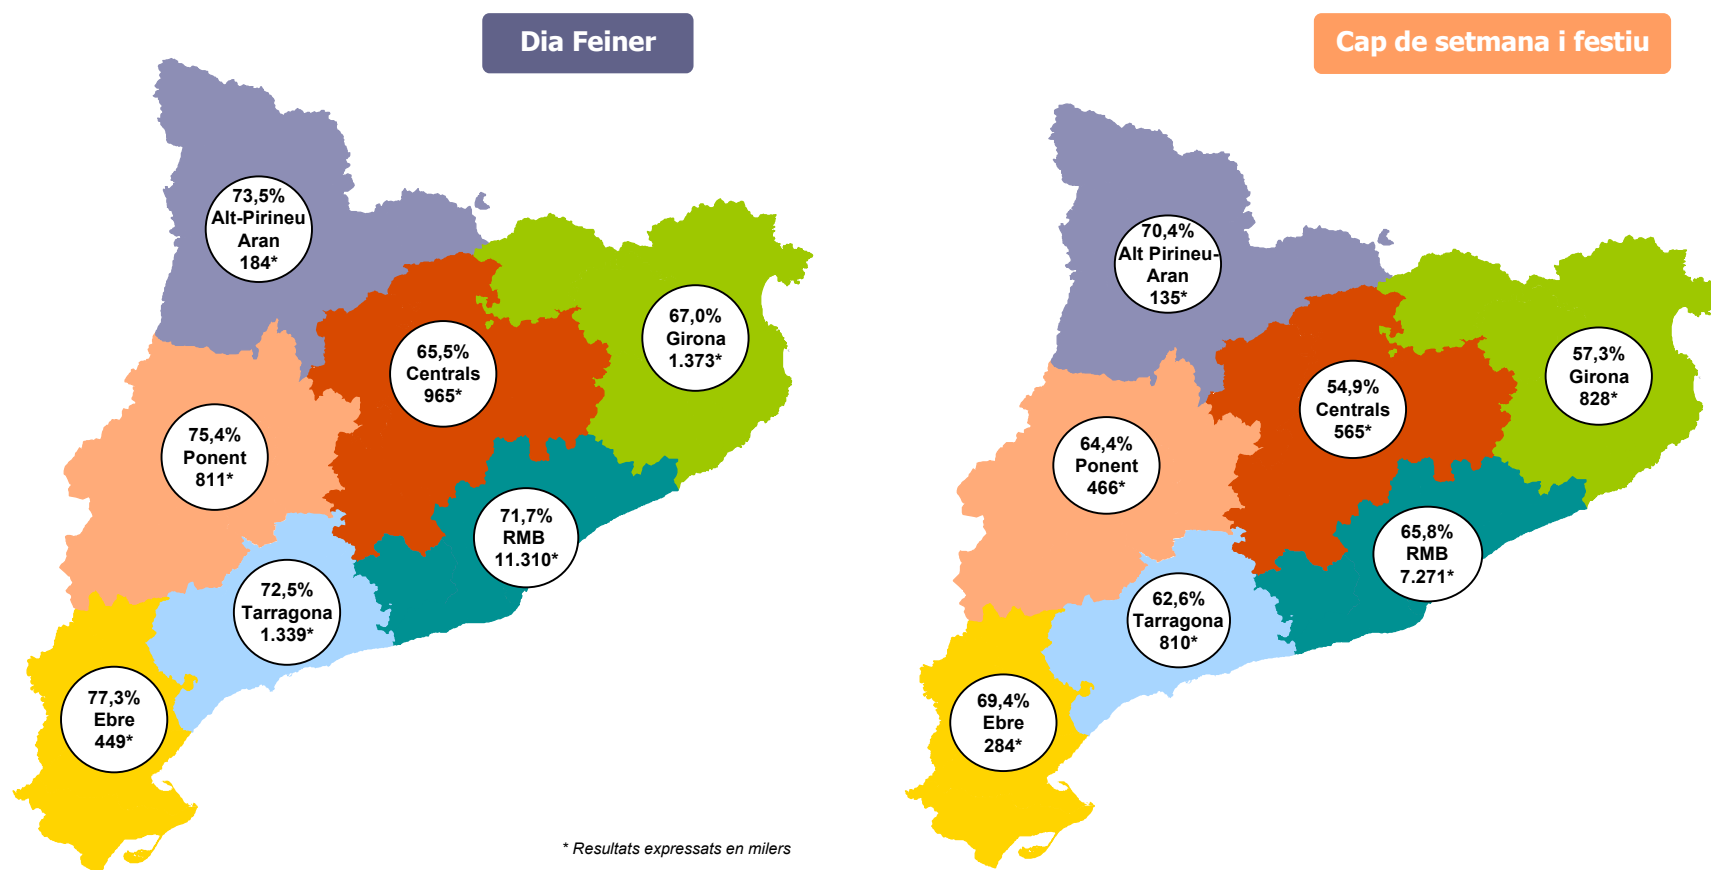 Dia Feiner
73,5%
Alt-Pirineu
Aran
184*
67,0%
Girona
1.373*
65,5%
Centrals
965*
75,4%
Ponent
811*
71,7%
RMB
11.310*
72,5%
Tarragona
1.339*
77,3%
Ebre
449*
* Resultats expressats en milers
Cap de setmana i festiu
70,4%
Alt Pirineu-
Aran
135*
57,3%
Girona
828*
54,9%
Centrals
565*
64,4%
Ponent
466*
65,8%
RMB
7.271*
62,6%
Tarragona
810*
69,4%
Ebre
284*